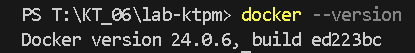 PS T:\KT_06\lab-ktpm> docker --version
Docker version 24.0.6, build ed223bc